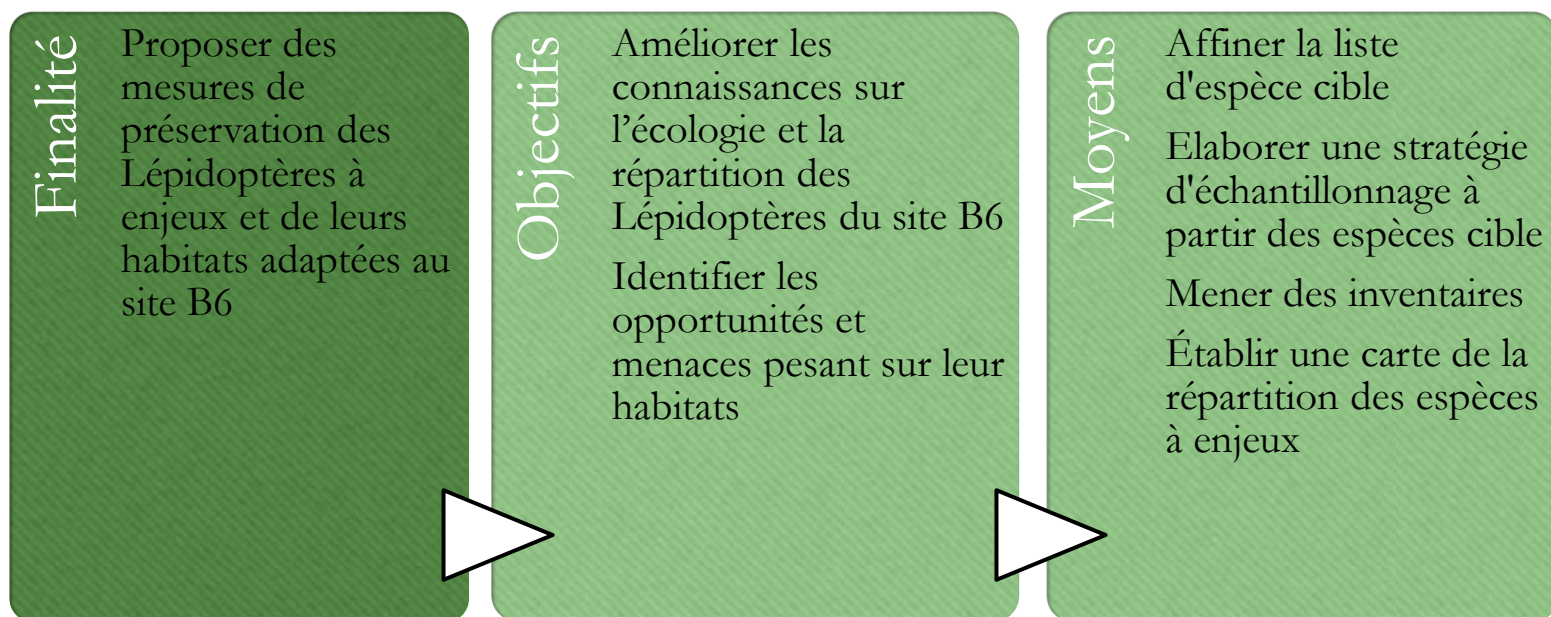 Finalité
Proposer des
mesures de
préservation des
Lépidoptères à
enjeux et de leurs
habitats adaptées au
site B6
Objectifs
Améliorer les
connaissances sur
l’écologie et la
répartition des
Lépidoptères du site B6
Identifier les
opportunités et
menaces pesant sur leur
habitats
Moyens
Affiner la liste
d'espèce cible
Elaborer une stratégie
d'échantillonnage à
partir des espèces cible
Mener des inventaires
Établir une carte de la
répartition des espèces
à enjeux